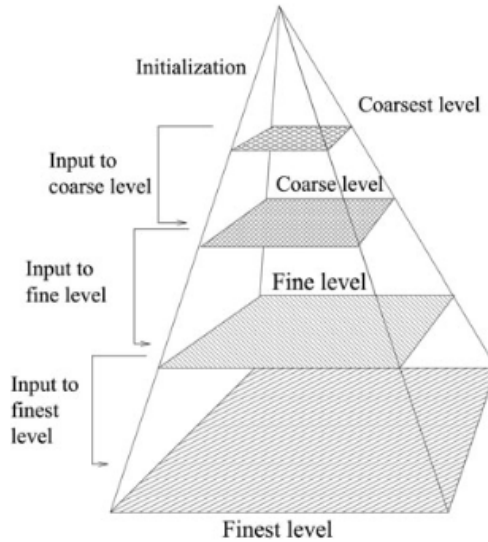 Initialization
Coarsest level
Input to
coarse level
Coarse level
Input to
fine level
Fine level
Input to
finest
level
Finest level